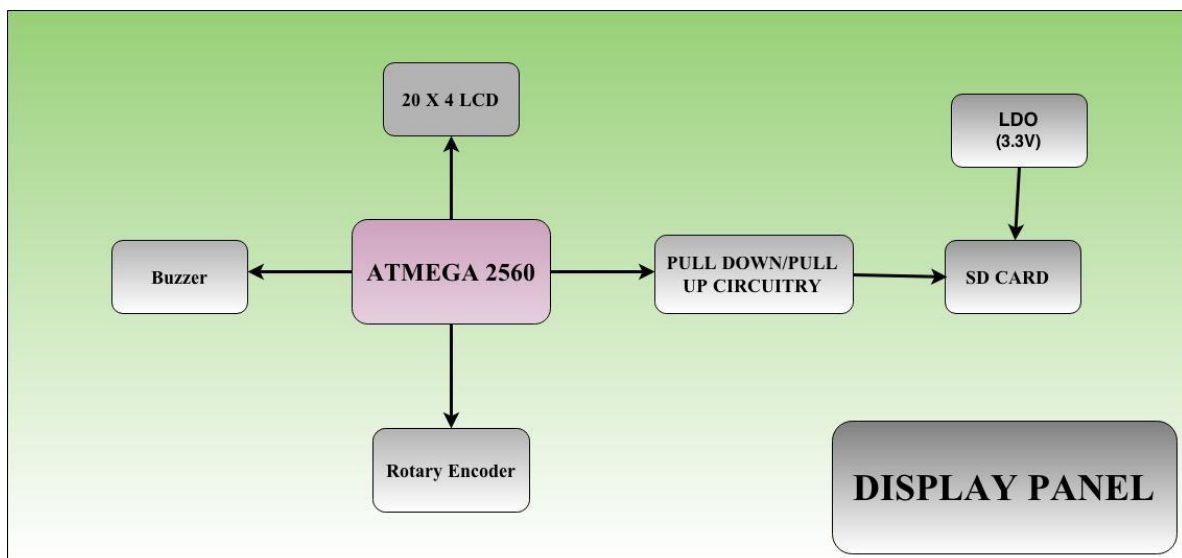 20 X 4 LCD
LDO
(3.3V)
Buzzer
ATMEGA 2560
PULL DOWN/PULL
UP CIRCUITRY
SD CARD
Rotary Encoder
DISPLAY PANEL